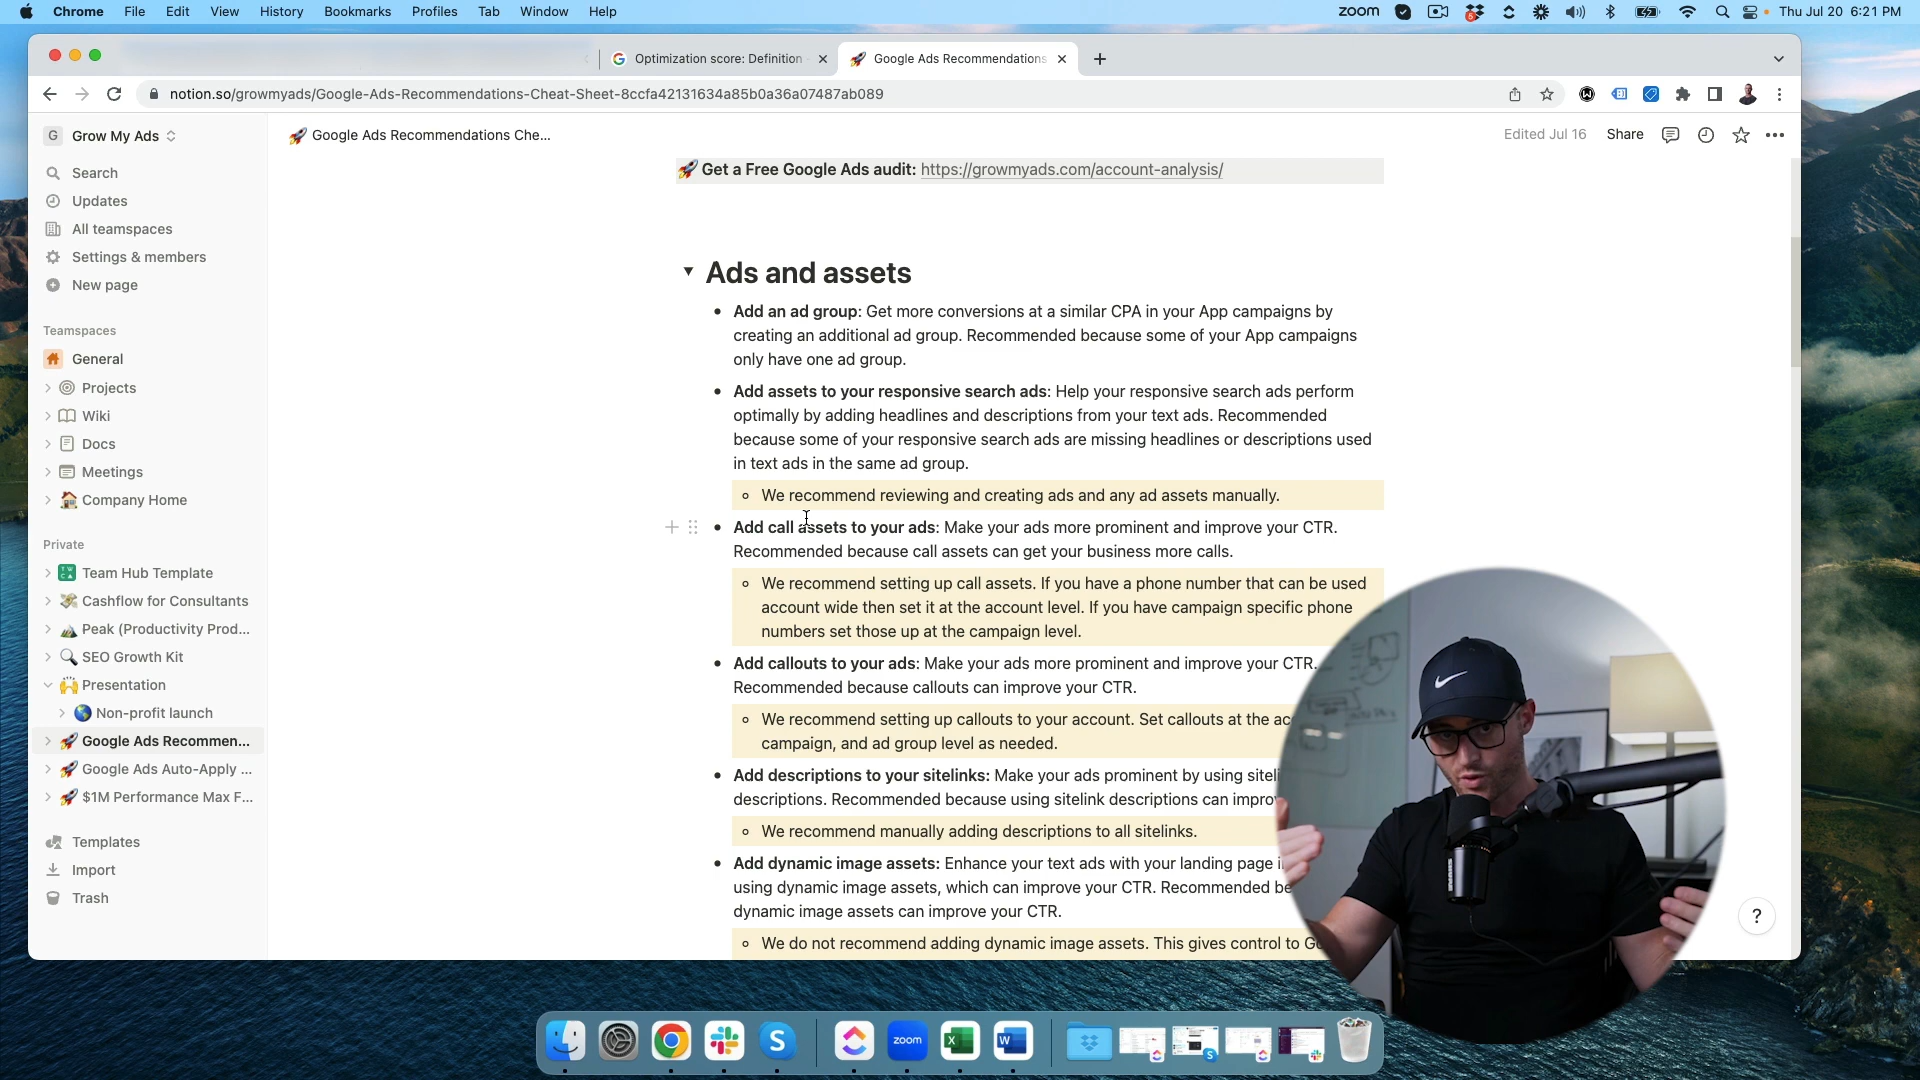 Chrome File Edit View History Bookmarks Profiles Tab Window Help
zoom Thu Jul 20 6:21 PM
Optimization score: Definition
Google Ads Recommendations
notion.so/growmyads/Google-Ads-Recommendations-Cheat-Sheet-8ccfa42131634a85b0a36a07487ab089
G Grow My Ads
Google Ads Recommendations Che...
Edited Jul 16 Share
Search
Updates
All teamspaces
Settings & members
New page
Teamspaces
General
Projects
Wiki
Docs
Meetings
Company Home
Private
Team Hub Template
Cashflow for Consultants
Peak (Productivity Prod...
SEO Growth Kit
Presentation
Non-profit launch
Google Ads Recommen...
Google Ads Auto-Apply ...
$1M Performance Max F...
Templates
Import
Trash
Get a Free Google Ads audit: https://growmyads.com/account-analysis/
Ads and assets
Add an ad group: Get more conversions at a similar CPA in your App campaigns by
creating an additional ad group. Recommended because some of your App campaigns
only have one ad group.
Add assets to your responsive search ads: Help your responsive search ads perform
optimally by adding headlines and descriptions from your text ads. Recommended
because some of your responsive search ads are missing headlines or descriptions used
in text ads in the same ad group.
We recommend reviewing and creating ads and any ad assets manually.
Add call assets to your ads: Make your ads more prominent and improve your CTR.
Recommended because call assets can get your business more calls.
We recommend setting up call assets. If you have a phone number that can be used
account wide then set it at the account level. If you have campaign specific phone
numbers set those up at the campaign level.
Add callouts to your ads: Make your ads more prominent and improve your CTR.
Recommended because callouts can improve your CTR.
We recommend setting up callouts to your account. Set callouts at the
campaign, and ad group level as needed.
Add descriptions to your sitelinks: Make your ads prominent by using
descriptions. Recommended because using sitelink descriptions can
We recommend manually adding descriptions to all sitelinks.
Add dynamic image assets: Enhance your text ads with your landing page
using dynamic image assets, which can improve your CTR. Recommended
dynamic image assets can improve your CTR.
We do not recommend adding dynamic image assets. This gives control to
?
S zoom X W